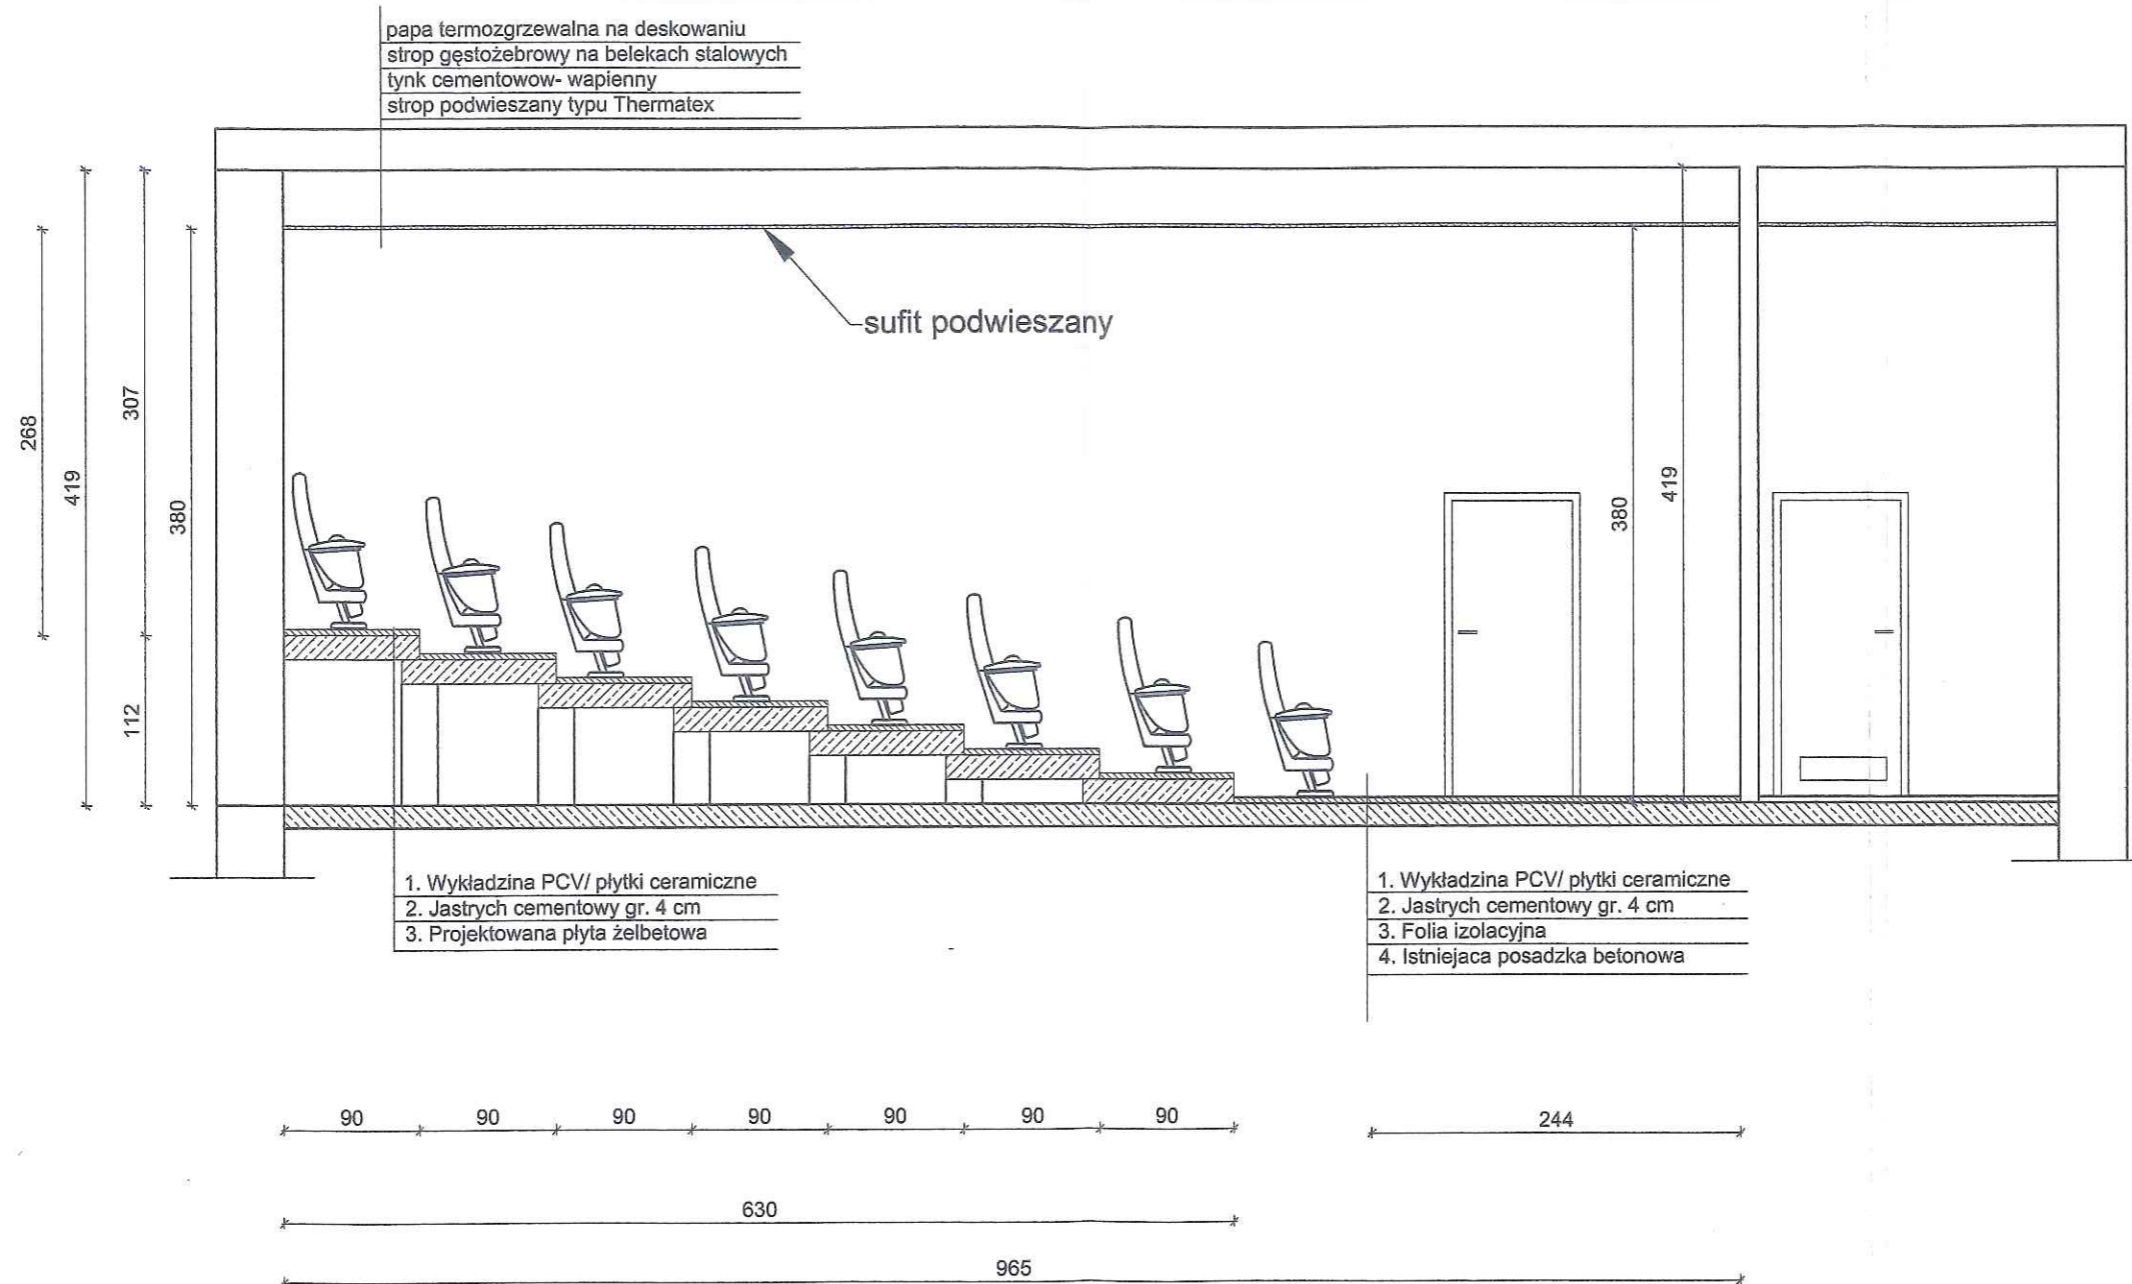 papa termozgrzewalna na deskowaniu
strop gęstożebrowy na belekach stalowych
tynk cementowow- wapienny
strop podwieszany typu Thermatex
sufit podwieszany
268
419
307
112
380
380
419
1. Wykładzina PCV/ płytki ceramiczne
2. Jastrych cementowy gr. 4 cm
3. Projektowana płyta żelbetowa
1. Wykładzina PCV/ płytki ceramiczne
2. Jastrych cementowy gr. 4 cm
3. Folia izolacyjna
4. Istniejaca posadzka betonowa
90 90 90 90 90 90 90 244
630
965